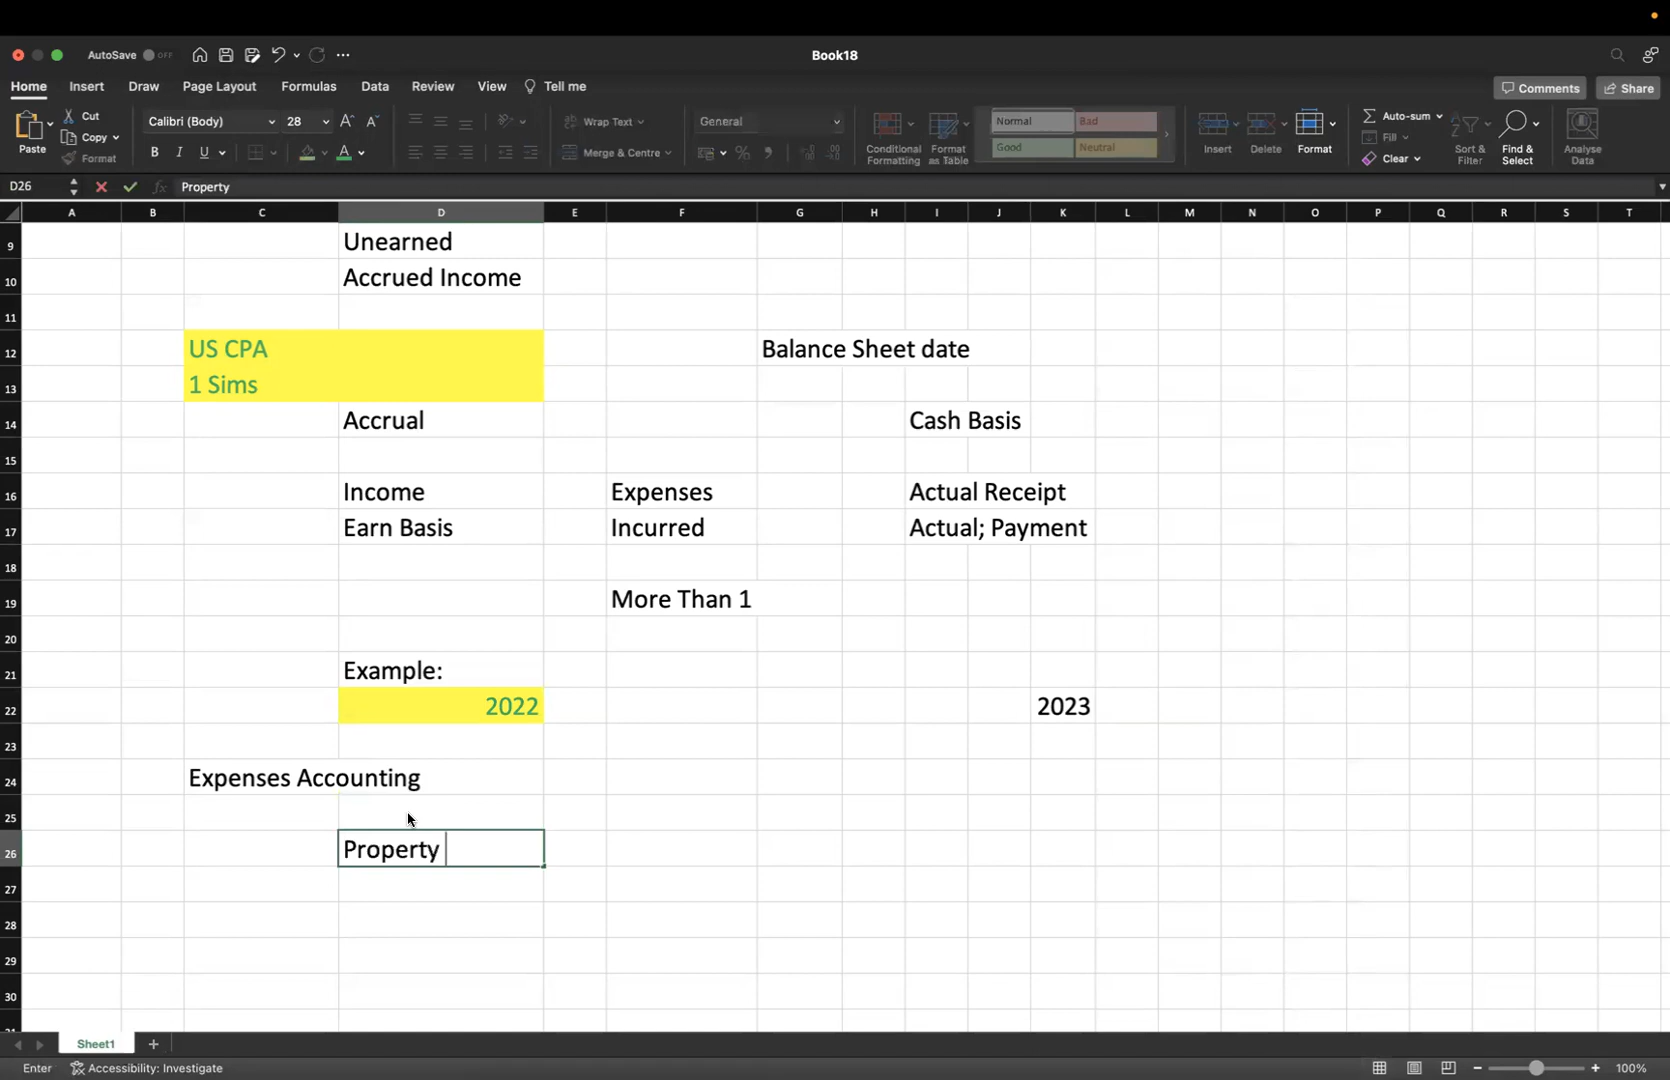 AutoSave OFF
Book18
Home Insert Draw Page Layout Formulas Data Review View Tell me
Comments Share
Paste
Cut
Copy
Format
Calibri (Body) 28
B I U
Wrap Text
Merge & Centre
General
Conditional Formatting
Format as Table
Normal Bad
Good Neutral
Insert Delete Format
Auto-sum
Fill
Clear
Sort & Filter
Find & Select
Analyse Data
D26 fx Property
A B C D E F G H I J K L M N O P Q R S T
9 Unearned
10 Accrued Income
11
12 US CPA Balance Sheet date
13 1 Sims
14 Accrual Cash Basis
15
16 Income Expenses Actual Receipt
17 Earn Basis Incurred Actual; Payment
18
19 More Than 1
20
21 Example:
22 2022 2023
23
24 Expenses Accounting
25
26 Property
27
28
29
30
Sheet1
Enter Accessibility: Investigate 100%